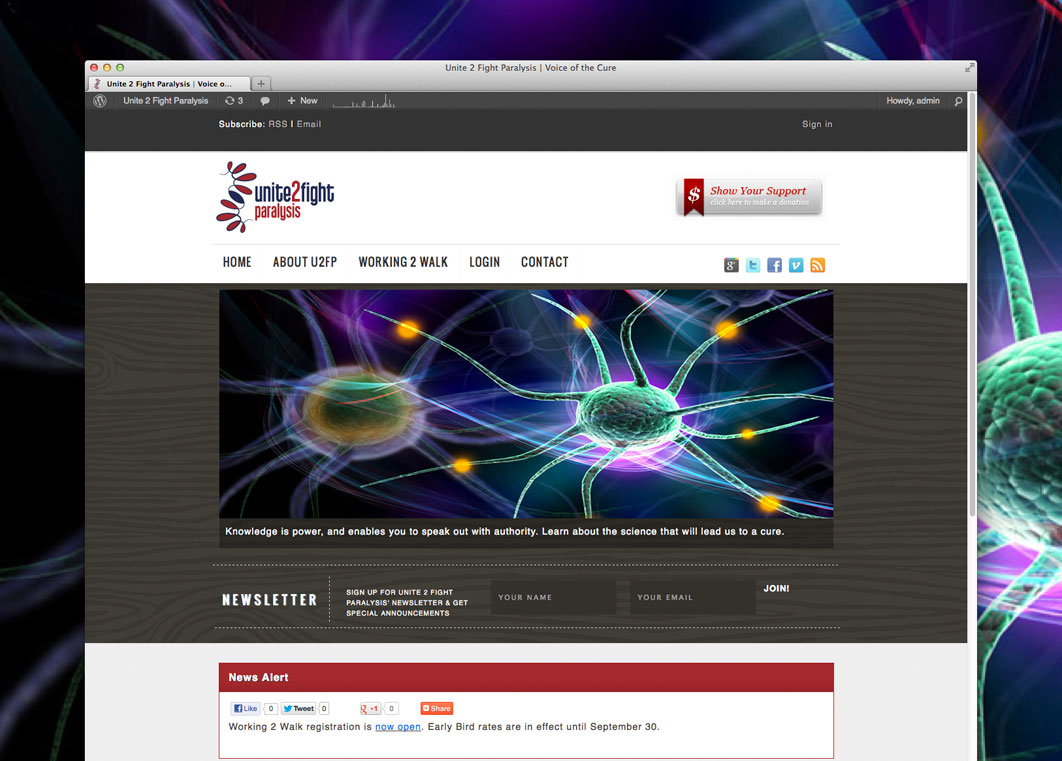 Unite 2 Fight Paralysis | Voice of the Cure
Unite 2 Fight Paralysis | Voice o...
Unite 2 Fight Paralysis 3 + New Howdy, admin
Subscribe: RSS I Email Sign in
unite2fight
paralysis
$ Show Your Support
click here to make a donation
HOME ABOUT U2FP WORKING 2 WALK LOGIN CONTACT
Knowledge is power, and enables you to speak out with authority. Learn about the science that will lead us to a cure.
NEWSLETTER
SIGN UP FOR UNITE 2 FIGHT
PARALYSIS' NEWSLETTER & GET
SPECIAL ANNOUNCEMENTS
YOUR NAME YOUR EMAIL JOIN!
News Alert
Like 0 Tweet 0 g +1 0 Share
Working 2 Walk registration is now open. Early Bird rates are in effect until September 30.